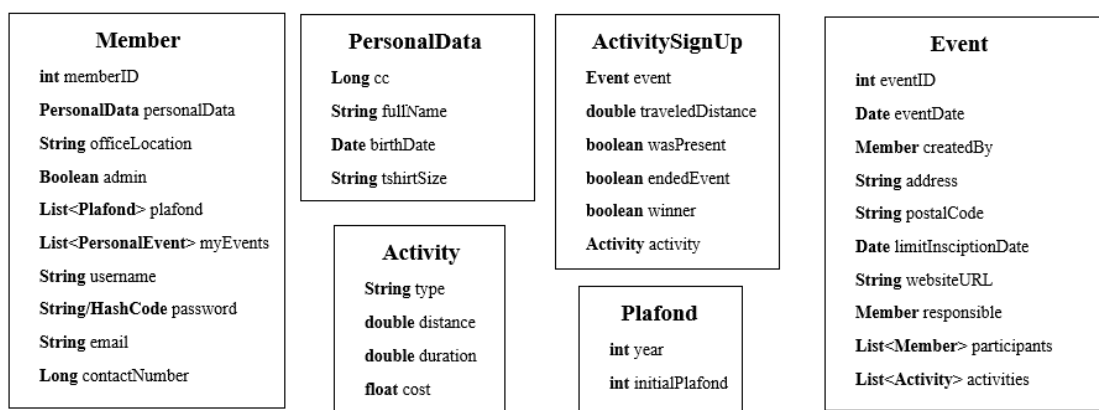 Member
int memberID
PersonalData personalData
String officeLocation
Boolean admin
List<Plafond> plafond
List<PersonalEvent> myEvents
String username
String/HashCode password
String email
Long contactNumber
PersonalData
Long cc
String fullName
Date birthDate
String tshirtSize
Activity
String type
double distance
double duration
float cost
ActivitySignUp
Event event
double traveledDistance
boolean wasPresent
boolean endedEvent
boolean winner
Activity activity
Plafond
int year
int initialPlafond
Event
int eventID
Date eventDate
Member createdBy
String address
String postalCode
Date limitInsciptionDate
String websiteURL
Member responsible
List<Member> participants
List<Activity> activities